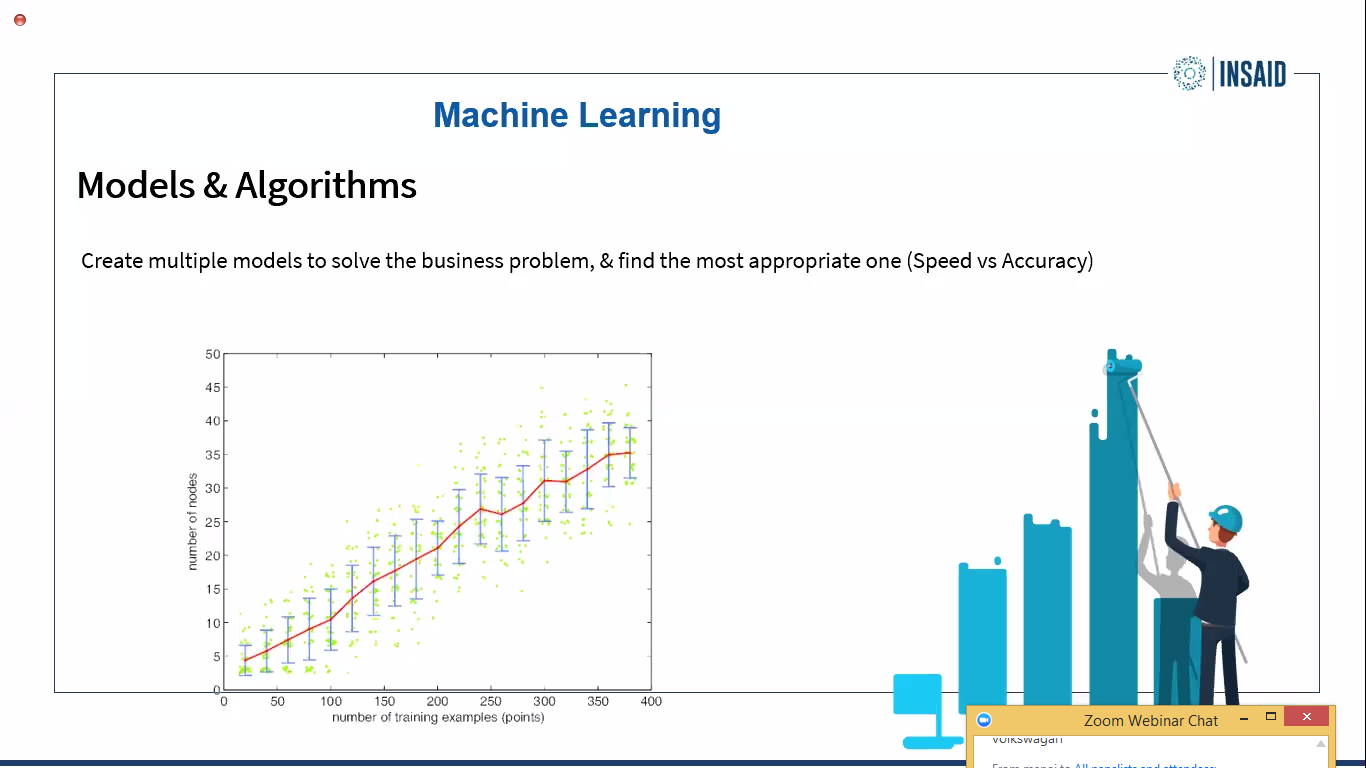 INSAID
Machine Learning
Models & Algorithms
Create multiple models to solve the business problem, & find the most appropriate one (Speed vs Accuracy)
50
45
40
35
30
25
20
15
10
5
0
number of nodes
0 50 100 150 200 250 300 350 400
number of training examples (points)
Zoom Webinar Chat
Volkswagan